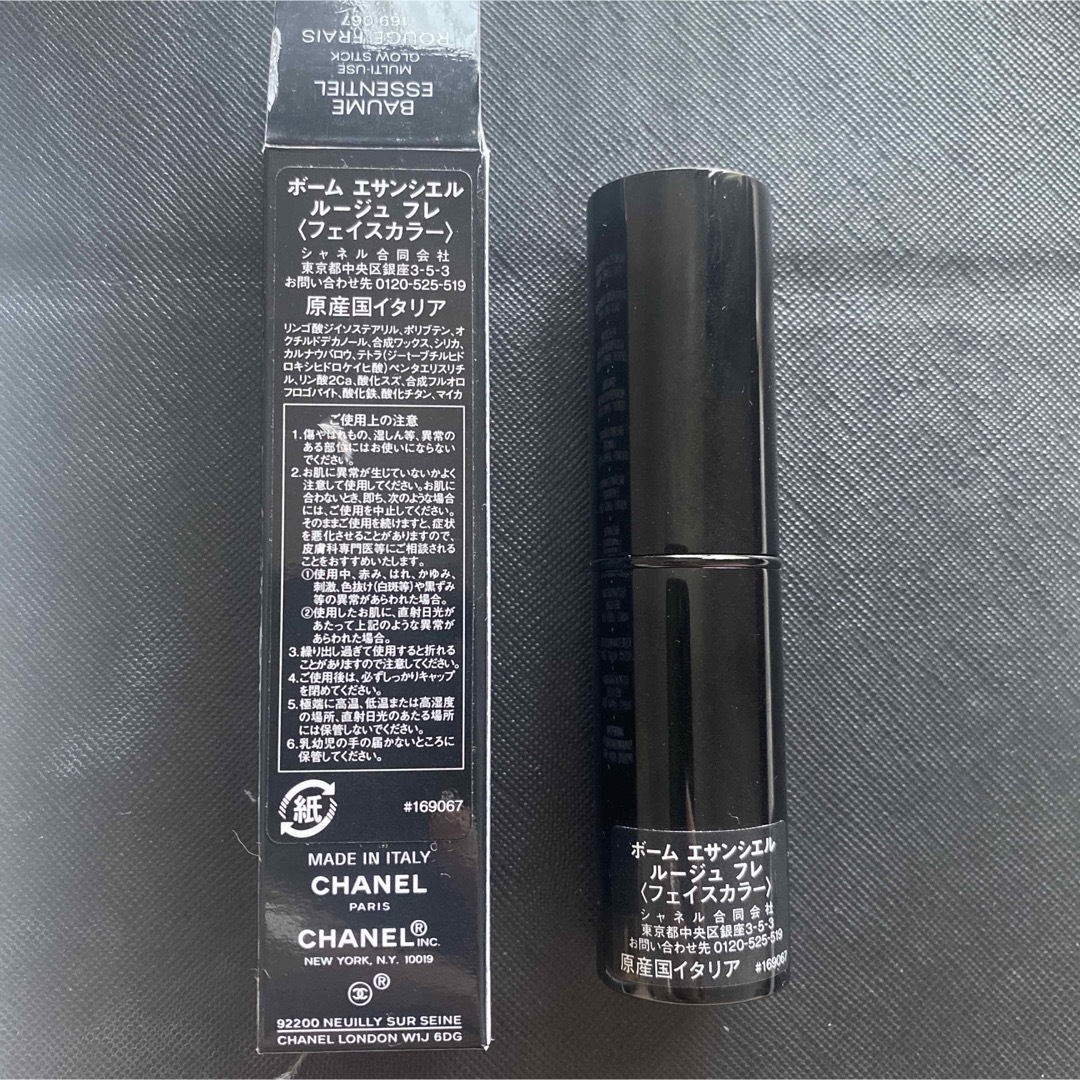 BAUME
ESSENTIEL
MULTI-USE
GLOW STICK
ROUGE FRAIS
169 067
ボーム エサンシエル
ルージュ フレ
〈フェイスカラー〉
シャネル合同会社
東京都中央区銀座3-5-3
お問い合わせ先 0120-525-519
原産国イタリア
リンゴ酸ジイソステアリル、ポリブテン、オ
クチルドデカノール、合成ワックス、シリカ、
カルナウバロウ、テトラ(ジーtーブチルヒド
ロキシヒドロケイヒ酸)ペンタエリスリチ
ル、リン酸2Ca、酸化スズ、合成フルオロ
フロゴパイト、酸化鉄、酸化チタン、マイカ
ご使用上の注意
1.傷やはれもの、湿しん等、異常の
ある部位にはお使いにならない
でください。
2.お肌に異常が生じていないかよく
注意して使用してください。お肌に
合わないとき、即ち、次のような場合
には、ご使用を中止してください。
そのままご使用を続けますと、症状
を悪化させることがありますので、
皮膚科専門医等にご相談される
ことをおすすめいたします。
①使用中、赤み、はれ、かゆみ、
刺激、色抜け(白斑等)や黒ずみ
等の異常があらわれた場合。
②使用したお肌に、直射日光が
あたって上記のような異常が
あらわれた場合。
3.繰り出し過ぎて使用すると折れる
ことがありますので注意してください。
4.ご使用後は、必ずしっかりキャップ
を閉めてください。
5.極端に高温、低温または高湿度
の場所、直射日光のあたる場所
には保管しないでください。
6.乳幼児の手の届かないところに
保管してください。
紙
#169067
MADE IN ITALY
CHANEL
PARIS
CHANEL® INC.
NEW YORK, N.Y. 10019
®
92200 NEUILLY SUR SEINE
CHANEL LONDON W1J 6DG
ボーム エサンシエル
ルージュ フレ
〈フェイスカラー〉
シャネル合同会社
東京都中央区銀座3-5-3
お問い合わせ先 0120-525-519
原産国イタリア #169067